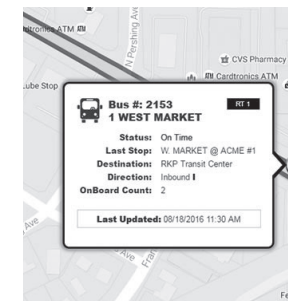 N Pershing Ave
Cardtronics ATM
CVS Pharmacy
Cardtronics ATM
Lube Stop
Bus #: 2153
RT 1
1 WEST MARKET
Status: On Time
Last Stop: W. MARKET @ ACME #1
Destination: RKP Transit Center
Direction: Inbound I
OnBoard Count: 2
Last Updated: 08/18/2016 11:30 AM
Ave